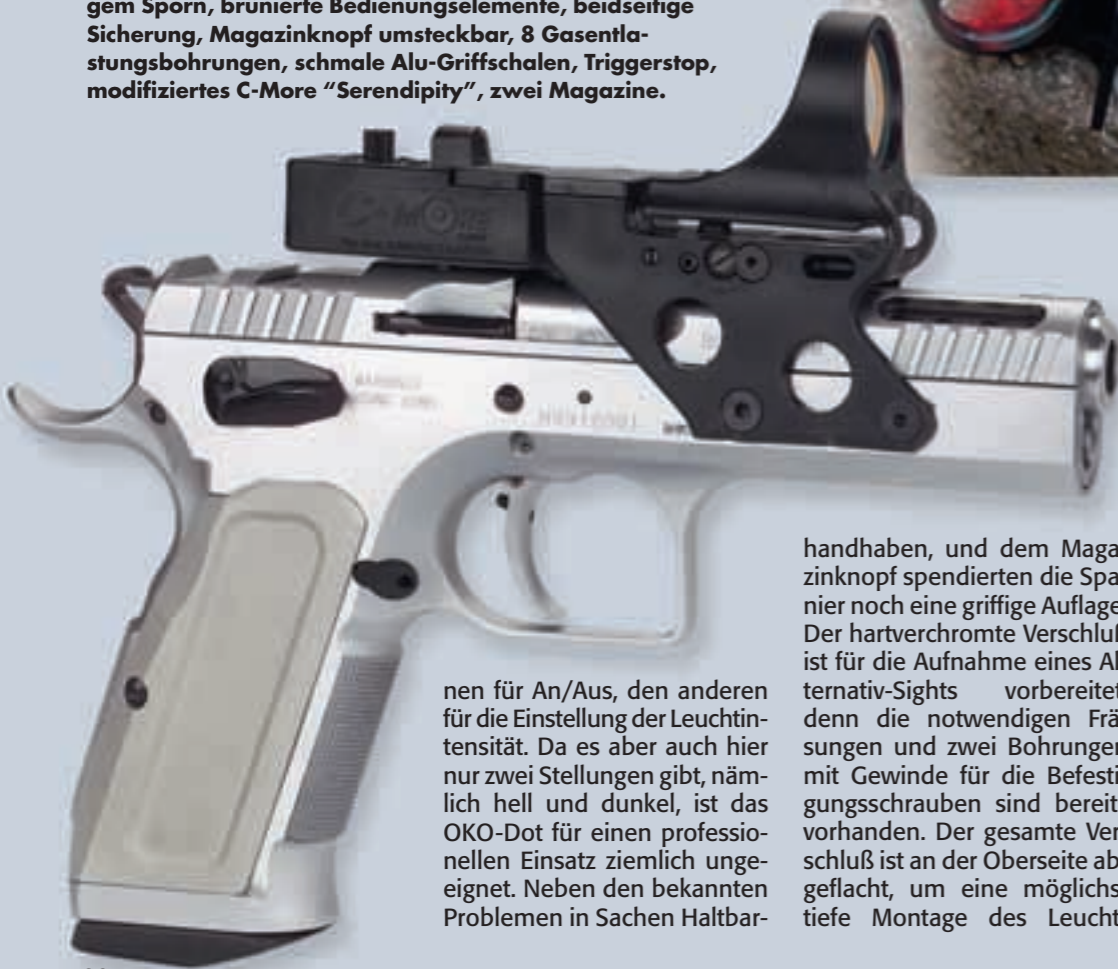 gem Sporn, brünierte Bedienungselemente, beidseitige
Sicherung, Magazinknopf umsteckbar, 8 Gasentla-
stungsbohrungen, schmale Alu-Griffschalen, Triggerstop,
modifiziertes C-More “Serendipity”, zwei Magazine.
C-MORE
nen für An/Aus, den anderen
für die Einstellung der Leuchtin-
tensität. Da es aber auch hier
nur zwei Stellungen gibt, näm-
lich hell und dunkel, ist das
OKO-Dot für einen professio-
nellen Einsatz ziemlich unge-
eignet. Neben den bekannten
Problemen in Sachen Haltbar-
handhaben, und dem Maga
zinknopf spendierten die Spa
nier noch eine griffige Auflage
Der hartverchromte Verschluß
ist für die Aufnahme eines Al
ternativ-Sights vorbereitet
denn die notwendigen Frä
sungen und zwei Bohrungen
mit Gewinde für die Befesti
gungsschrauben sind bereit
vorhanden. Der gesamte Ver
schluß ist an der Oberseite ab
geflacht, um eine möglichs
tiefe Montage des Leucht